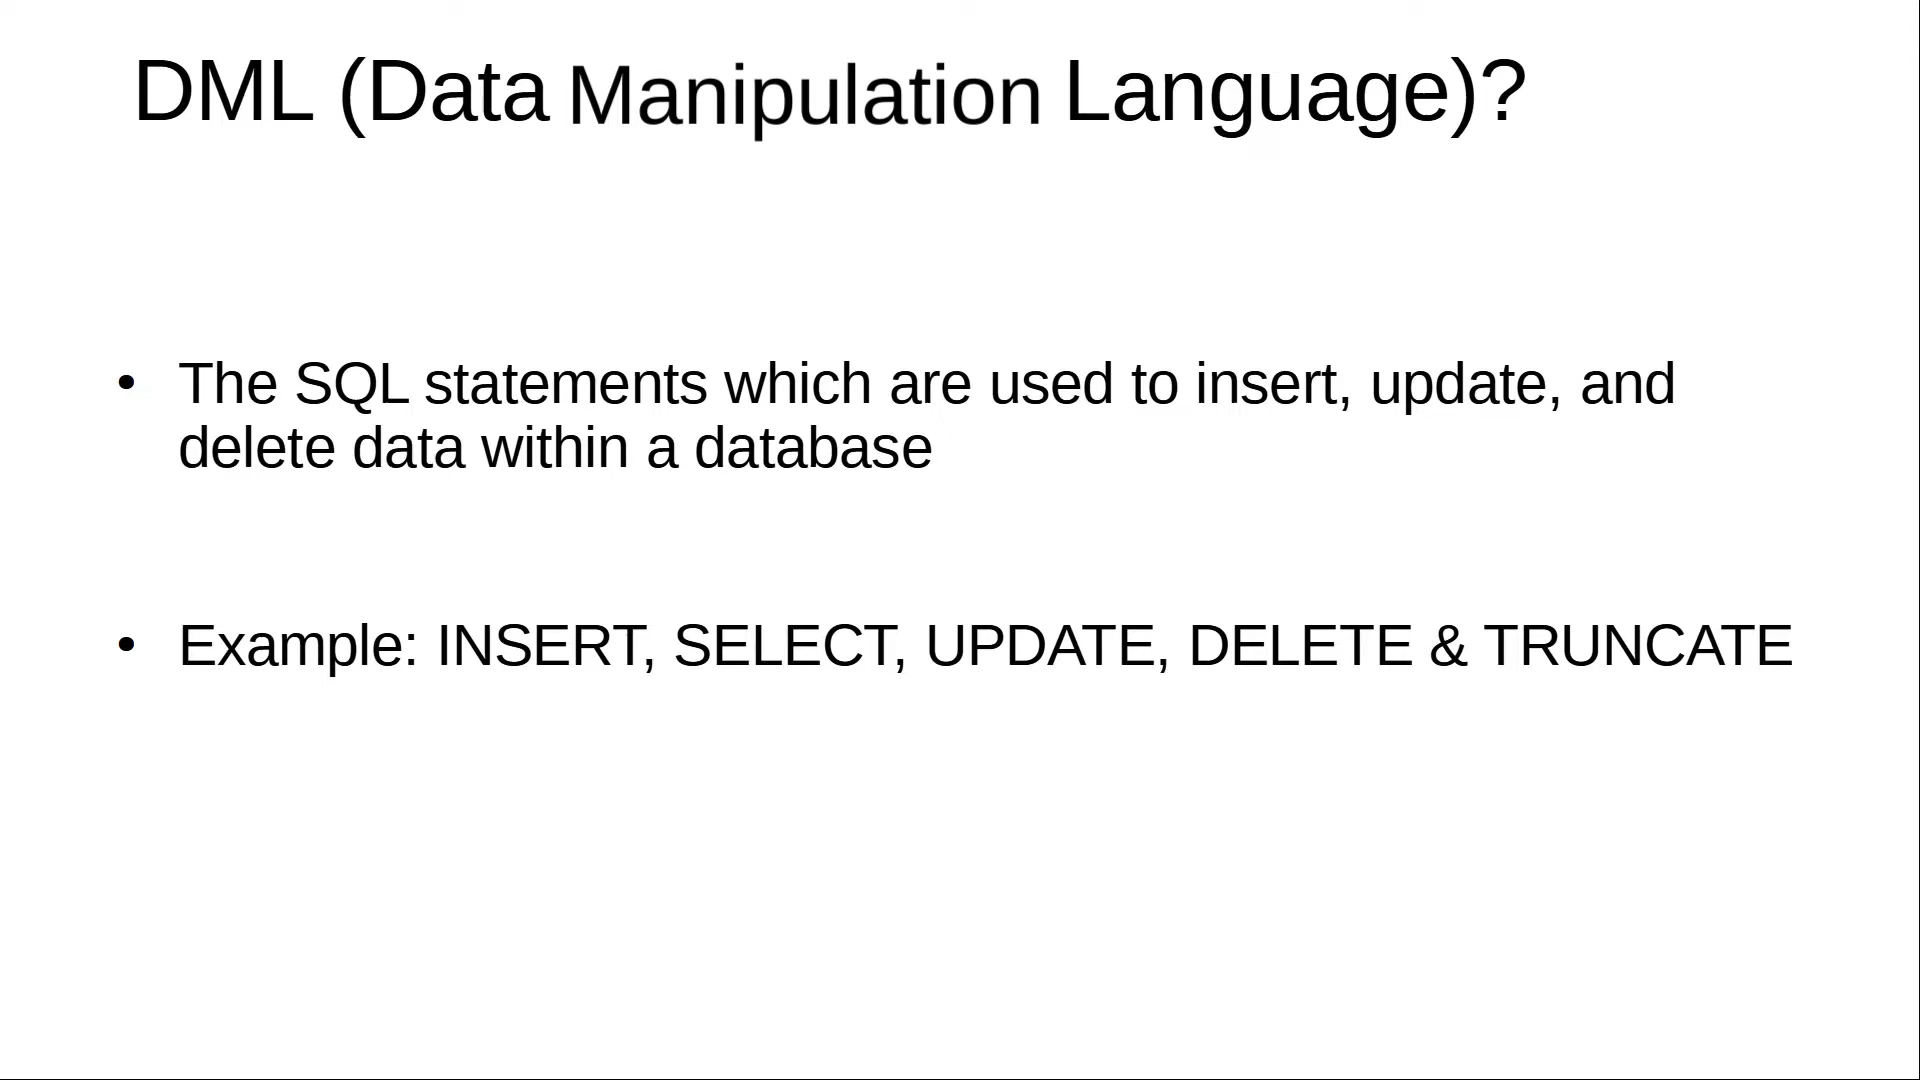 DML (Data Manipulation Language)?
• The SQL statements which are used to insert, update, and
delete data within a database
• Example: INSERT, SELECT, UPDATE, DELETE & TRUNCATE